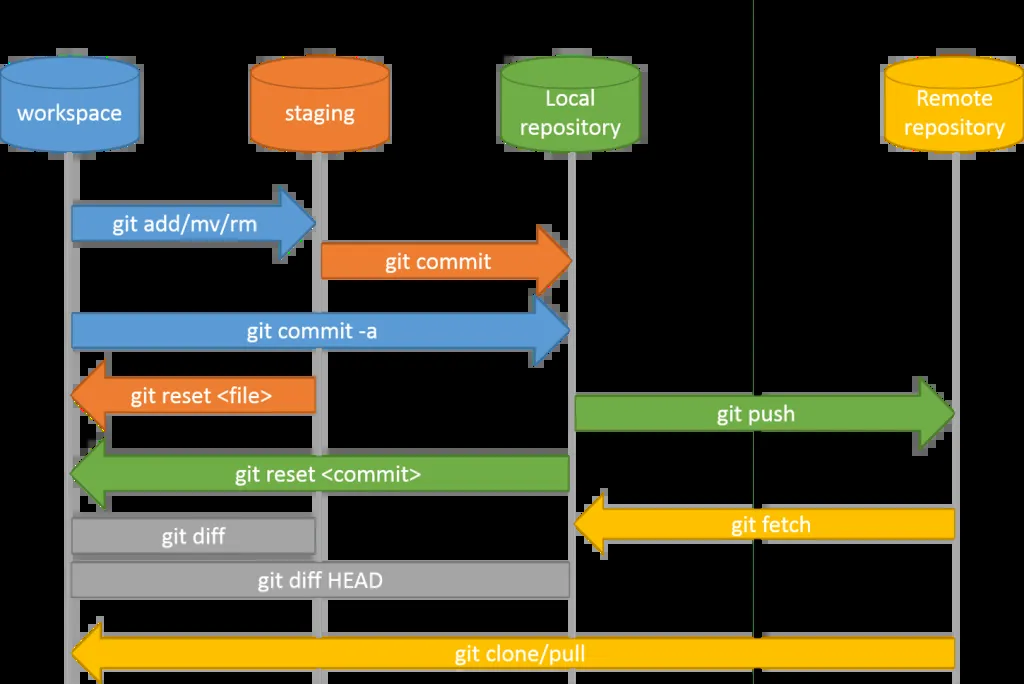 workspace
staging
Local
repository
Remote
repository
git add/mv/rm
git commit
git commit -a
git reset <file>
git push
git reset <commit>
git fetch
git diff
git diff HEAD
git clone/pull